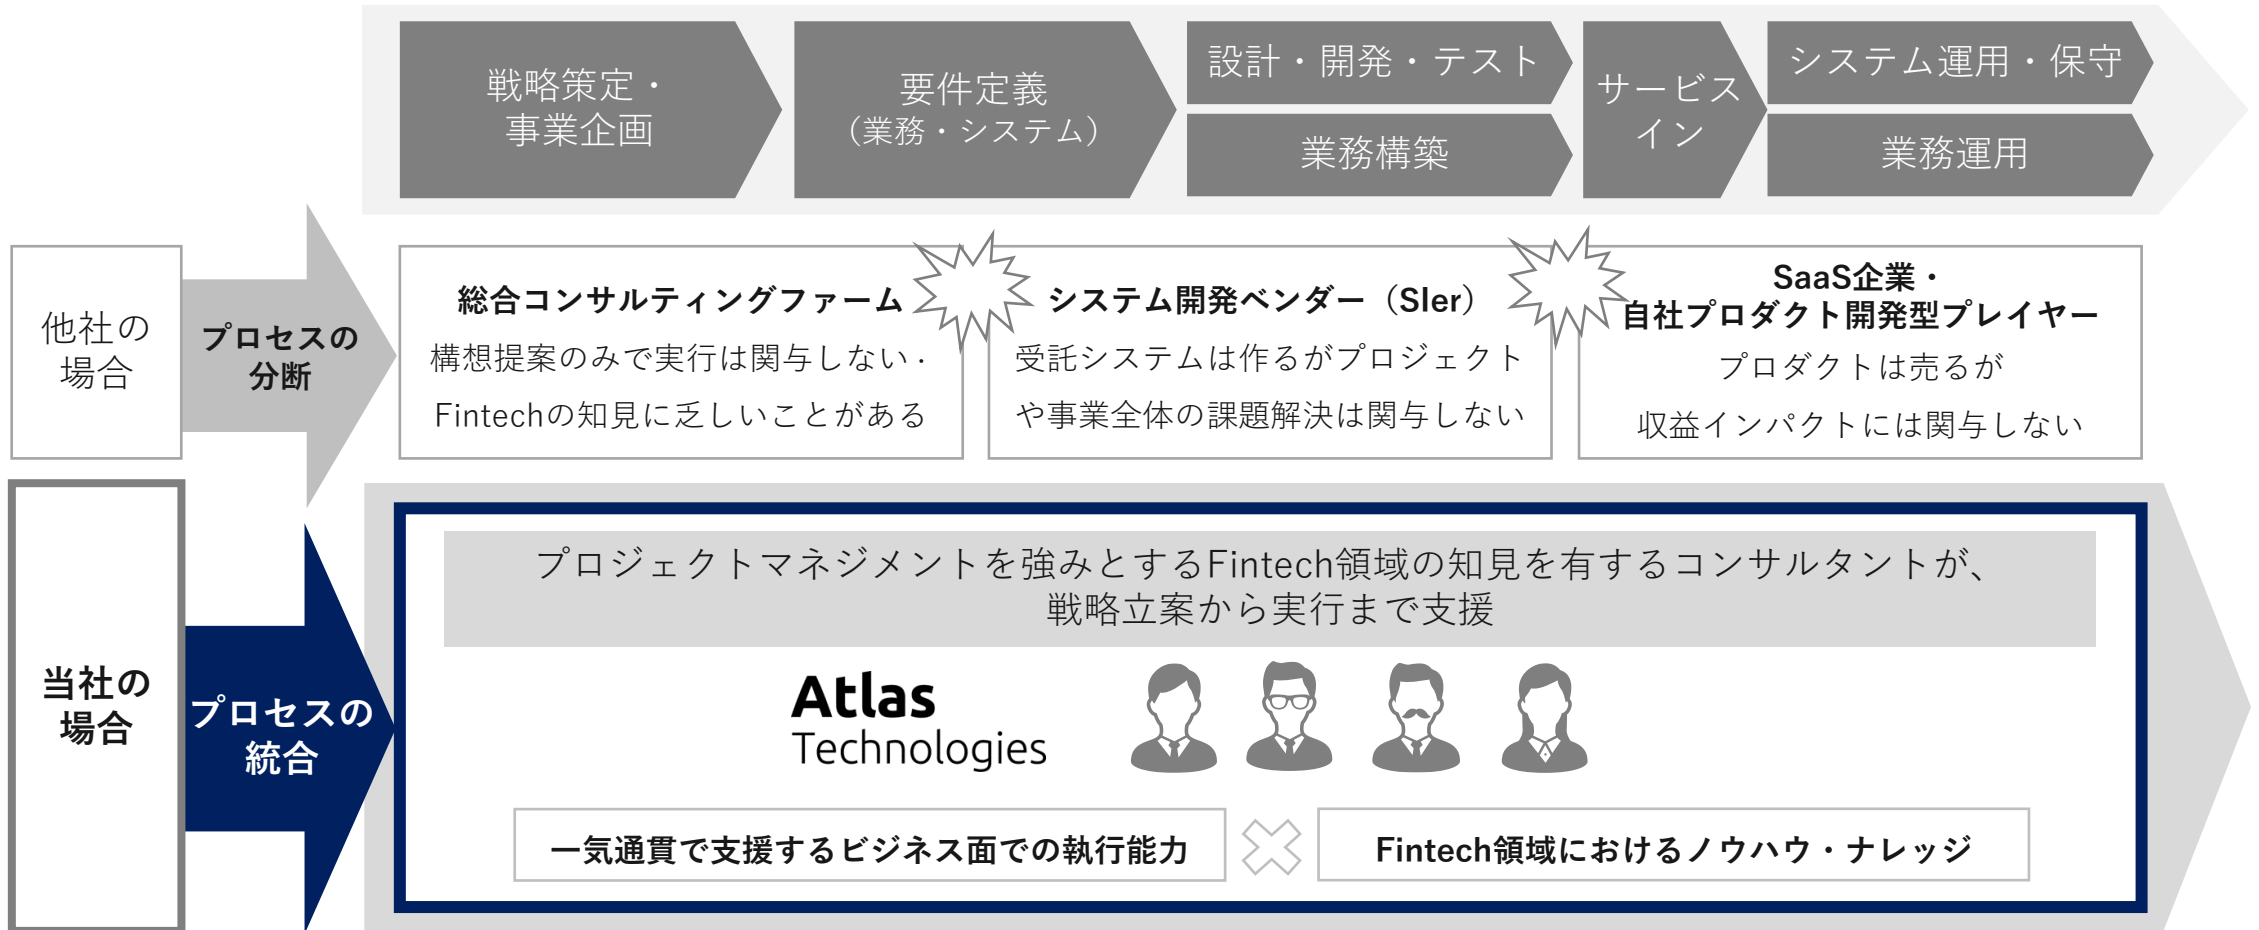 戦略策定・
事業企画
要件定義
（業務・システム）
設計・開発・テスト
業務構築
サービス
イン
システム運用・保守
業務運用
他社の
場合
プロセスの
分断
総合コンサルティングファーム
構想提案のみで実行は関与しない・
Fintechの知見に乏しいことがある
システム開発ベンダー（SIer）
受託システムは作るがプロジェクト
や事業全体の課題解決は関与しない
SaaS企業・
自社プロダクト開発型プレイヤー
プロダクトは売るが
収益インパクトには関与しない
当社の
場合
プロセスの
統合
プロジェクトマネジメントを強みとするFintech領域の知見を有するコンサルタントが、
戦略立案から実行まで支援
Atlas
Technologies
一気通貫で支援するビジネス面での執行能力
Fintech領域におけるノウハウ・ナレッジ